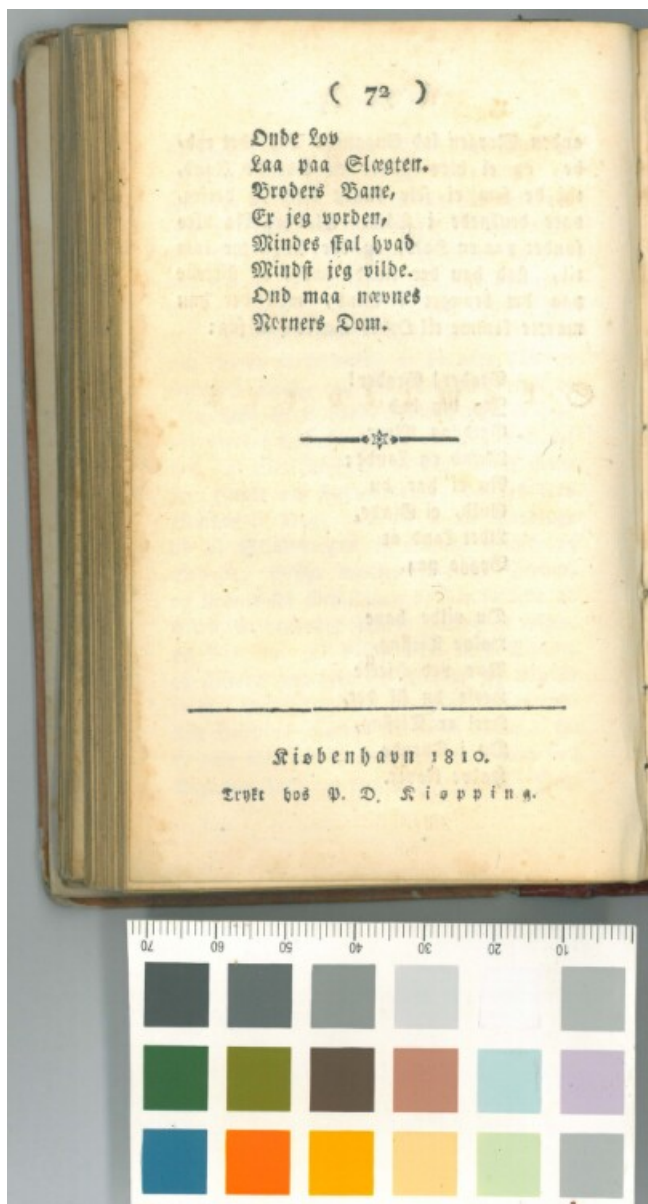 ( 72 )
Onde Lov
Laa paa Slægten.
Broders Bane,
Er jeg vorden,
Mindes skal hvad
Mindst jeg vilde.
Ond maa nævnes
Norners Dom.
Kiøbenhavn 1810.
Trykt hos P. D. Kiøpping.
70 60 50 40 30 20 10